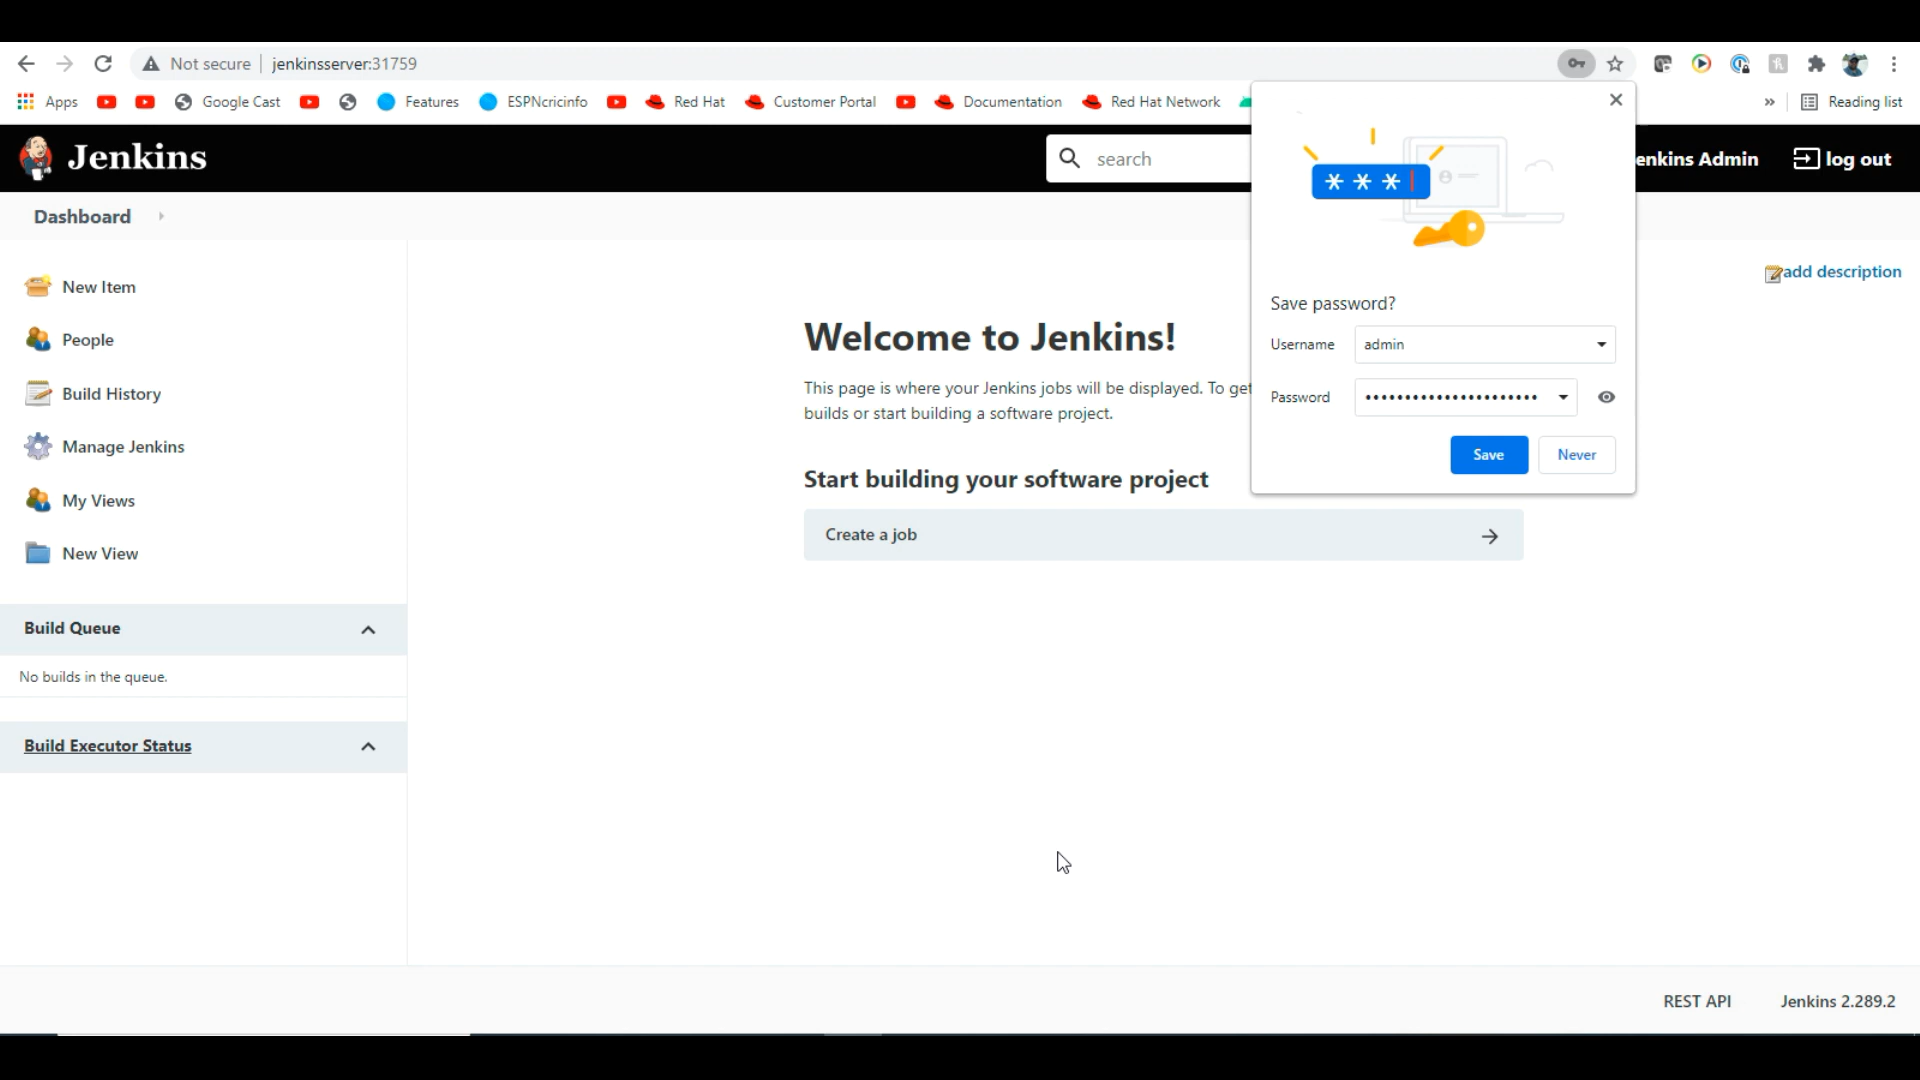 Not secure jenkinsserver:31759
Apps Google Cast Features ESPNcricinfo Red Hat Customer Portal Documentation Red Hat Network » Reading list
Jenkins search enkins Admin log out
Dashboard
add description
New Item
People
Build History
Manage Jenkins
My Views
New View
Build Queue
No builds in the queue.
Build Executor Status
Welcome to Jenkins!
This page is where your Jenkins jobs will be displayed. To get
builds or start building a software project.
Start building your software project
Create a job
* * *
Save password?
Username admin
Password ••••••••••••••••••••••
Save Never
REST API Jenkins 2.289.2